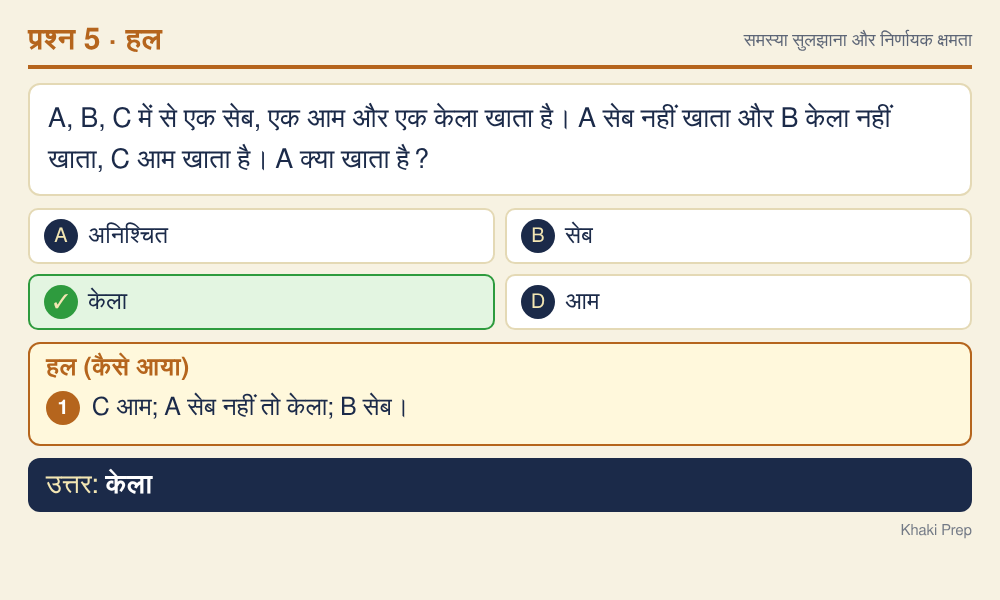 प्रश्न 5 · हल
समस्या सुलझाना और निर्णायक क्षमता
A, B, C में से एक सेब, एक आम और एक केला खाता है। A सेब नहीं खाता और B केला नहीं
खाता, C आम खाता है। A क्या खाता है?
A अनिश्चित
B सेब
✓ केला
D आम
हल (कैसे आया)
1 C आम; A सेब नहीं तो केला; B सेब।
उत्तर: केला
Khaki Prep